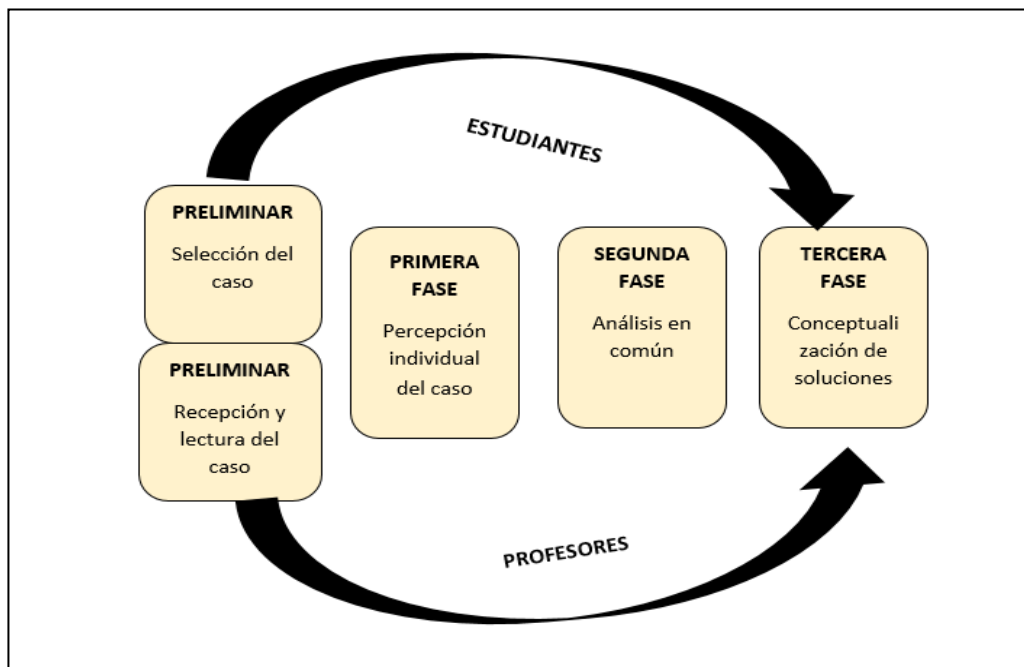 ESTUDIANTES
PRELIMINAR
Selección del
caso
PRELIMINAR
Recepción y
lectura del
caso
PRIMERA
FASE
Percepción
individual
del caso
SEGUNDA
FASE
Análisis en
común
TERCERA
FASE
Conceptuali
zación de
soluciones
PROFESORES